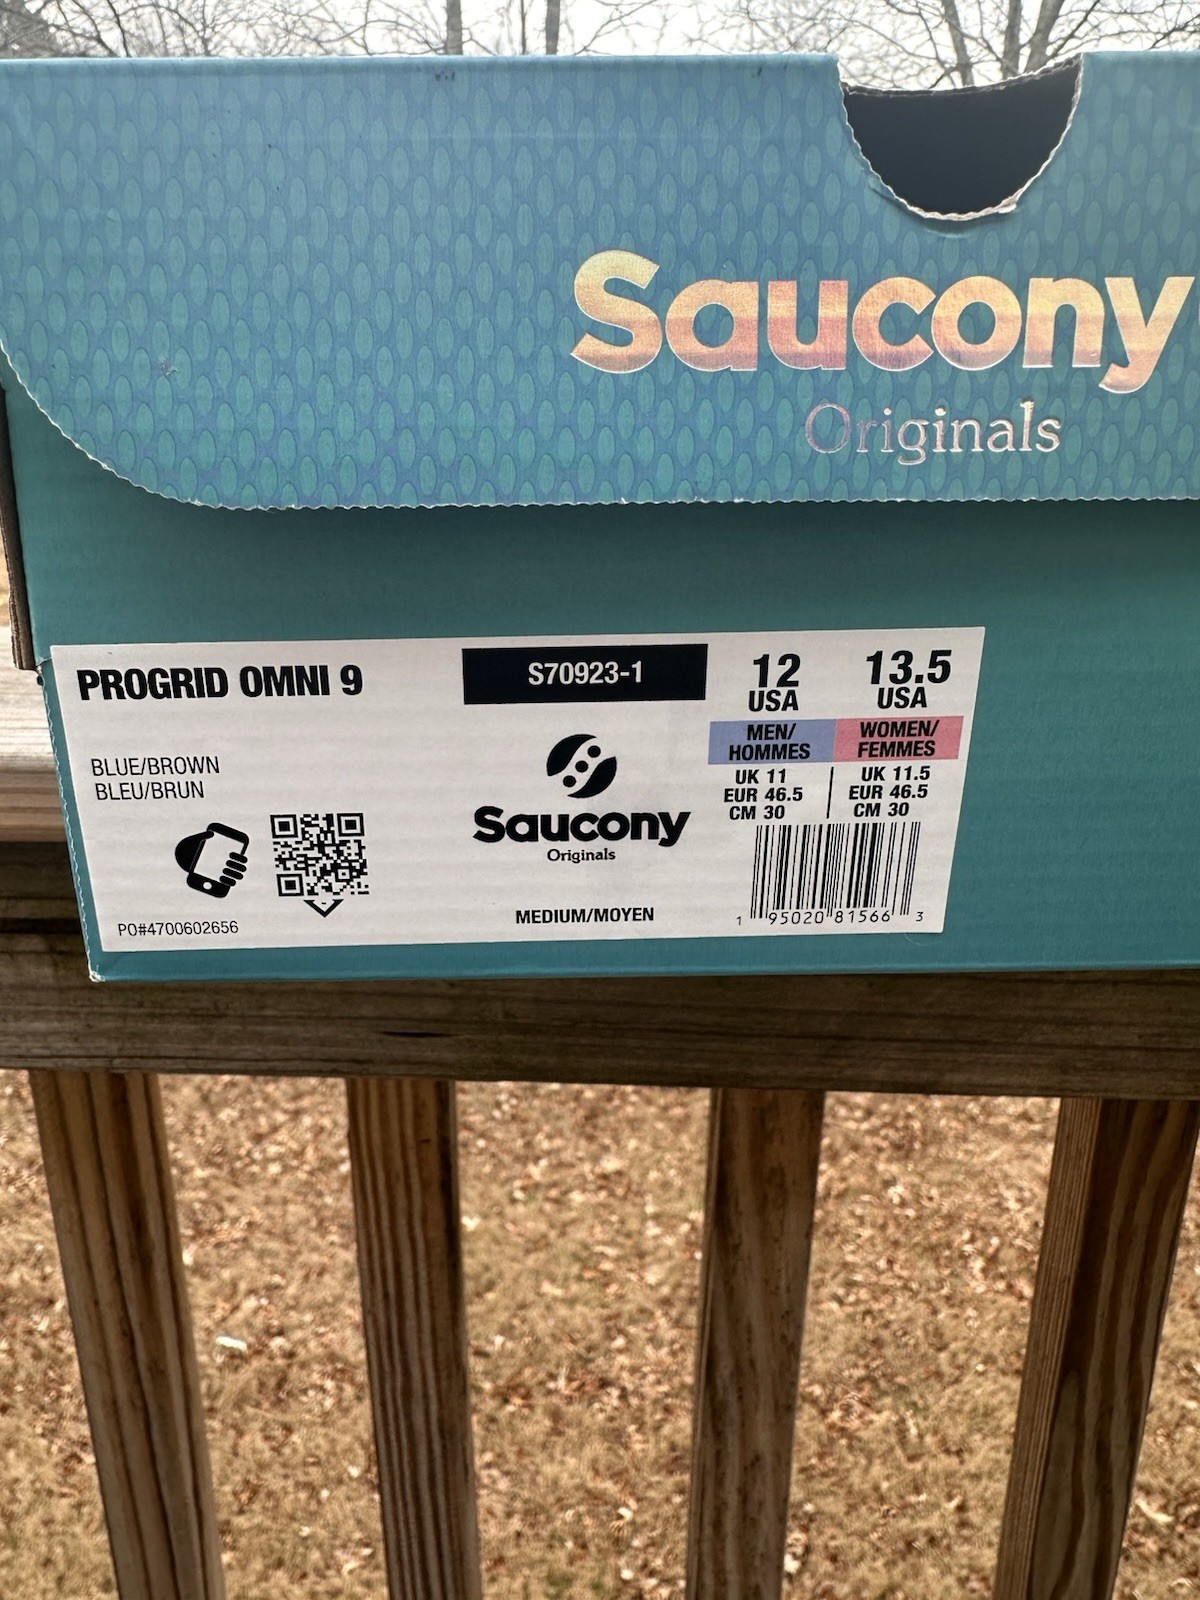 Saucony
Originals
PROGRID OMNI 9
S70923-1
12
USA
13.5
USA
MEN/
HOMMES
WOMEN/
FEMMES
BLUE/BROWN
BLEU/BRUN
UK 11
EUR 46.5
CM 30
UK 11.5
EUR 46.5
CM 30
Saucony
Originals
MEDIUM/MOYEN
PO#4700602656
1 95020 81566 3